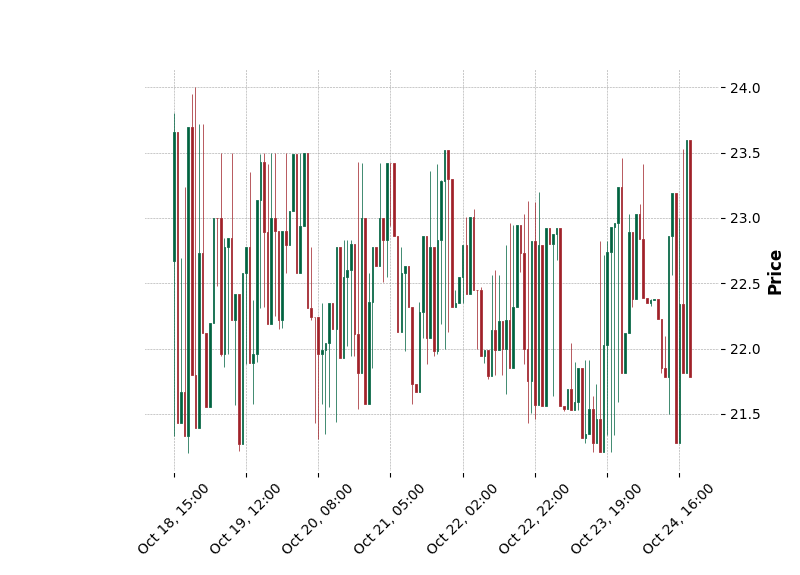 24.0
23.5
23.0
22.5
22.0
21.5
Price
Oct 18, 15:00
Oct 19, 12:00
Oct 20, 08:00
Oct 21, 05:00
Oct 22, 02:00
Oct 22, 22:00
Oct 23, 19:00
Oct 24, 16:00